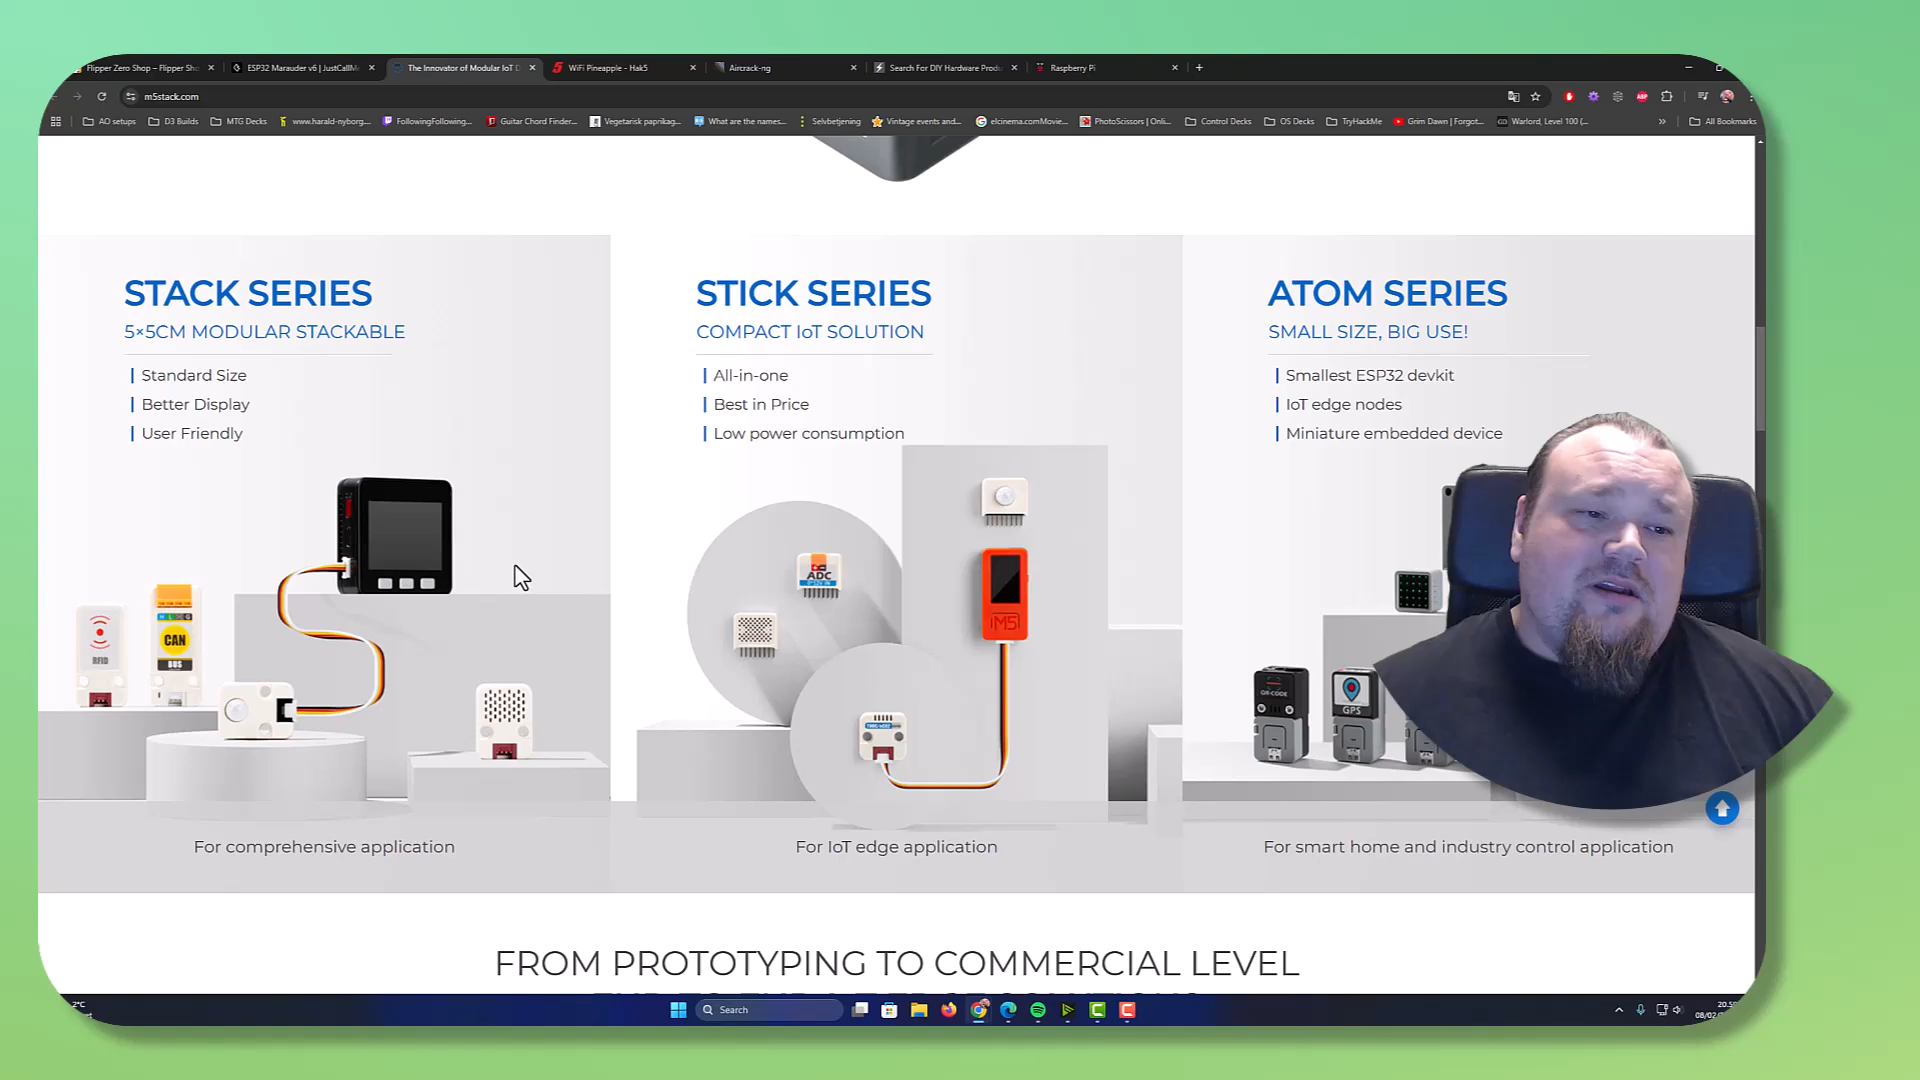 Flipper Zero Shop – Flipper Sh
ESP32 Marauder v6 | JustCallM
The Innovator of Modular IoT D
WiFi Pineapple - Hak5
Aircrack-ng
Search For DIY Hardware Produ
Raspberry Pi
m5stack.com
AO setups
D3 Builds
MTG Decks
www.harald-nyborg....
FollowingFollowing...
Guitar Chord Finder...
Vegetarisk paprikag...
What are the names...
Selvbetjening
Vintage events and...
elcinema.comMovie...
PhotoScissors | Onli...
Control Decks
OS Decks
TryHackMe
Grim Dawn | Forgot...
Warlord, Level 100 (...
All Bookmarks
STACK SERIES
5×5CM MODULAR STACKABLE
Standard Size
Better Display
User Friendly
RFID
CAN
BUS
For comprehensive application
STICK SERIES
COMPACT IoT SOLUTION
All-in-one
Best in Price
Low power consumption
ADC
M5
For IoT edge application
ATOM SERIES
SMALL SIZE, BIG USE!
Smallest ESP32 devkit
IoT edge nodes
Miniature embedded device
QR-CODE
GPS
For smart home and industry control application
FROM PROTOTYPING TO COMMERCIAL LEVEL
2°C
Search
20.5
08/02/